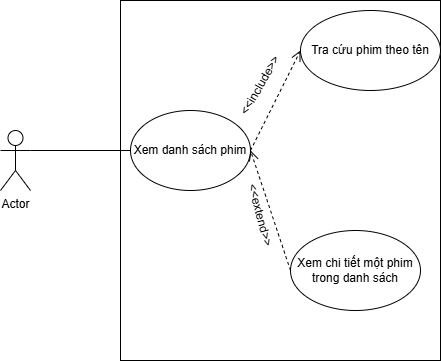 Tra cứu phim theo tên
<<include>>
Xem danh sách phim
Actor
<<extend>>
Xem chi tiết một phim
trong danh sách